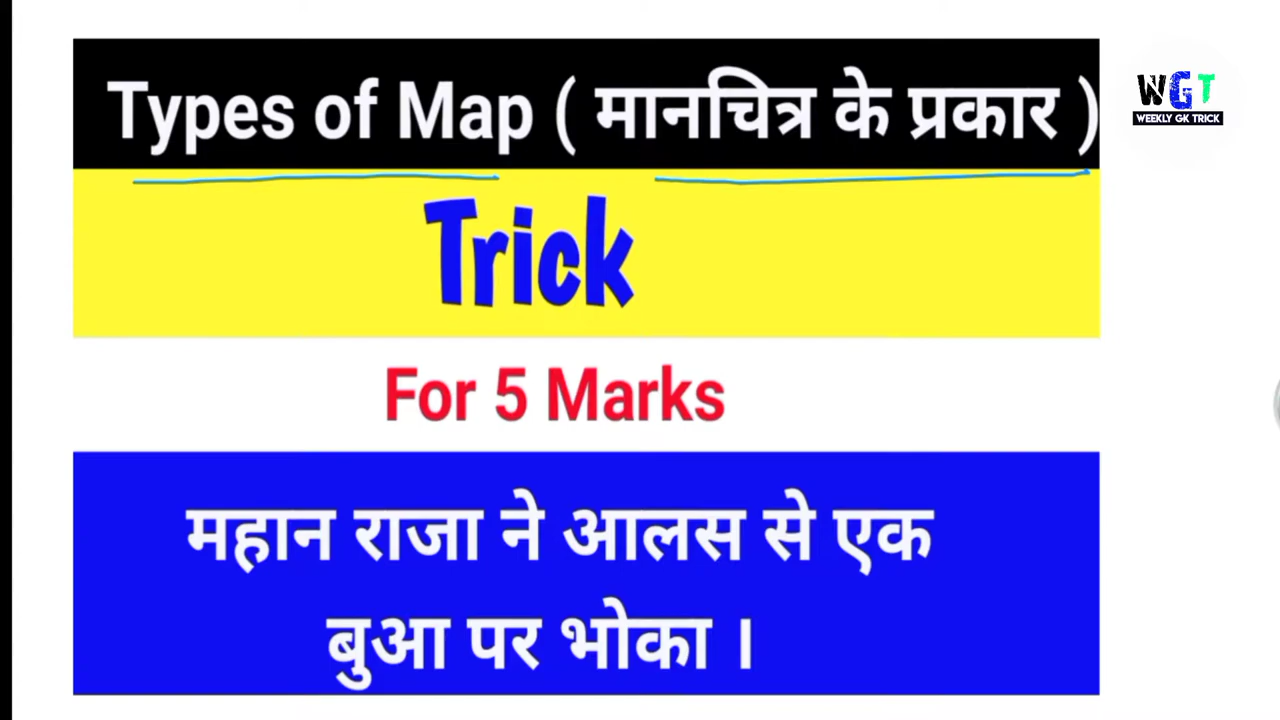 Types of Map ( मानचित्र के प्रकार )
WGT
WEEKLY GK TRICK
Trick
For 5 Marks
महान राजा ने आलस से एक
बुआ पर भोका ।